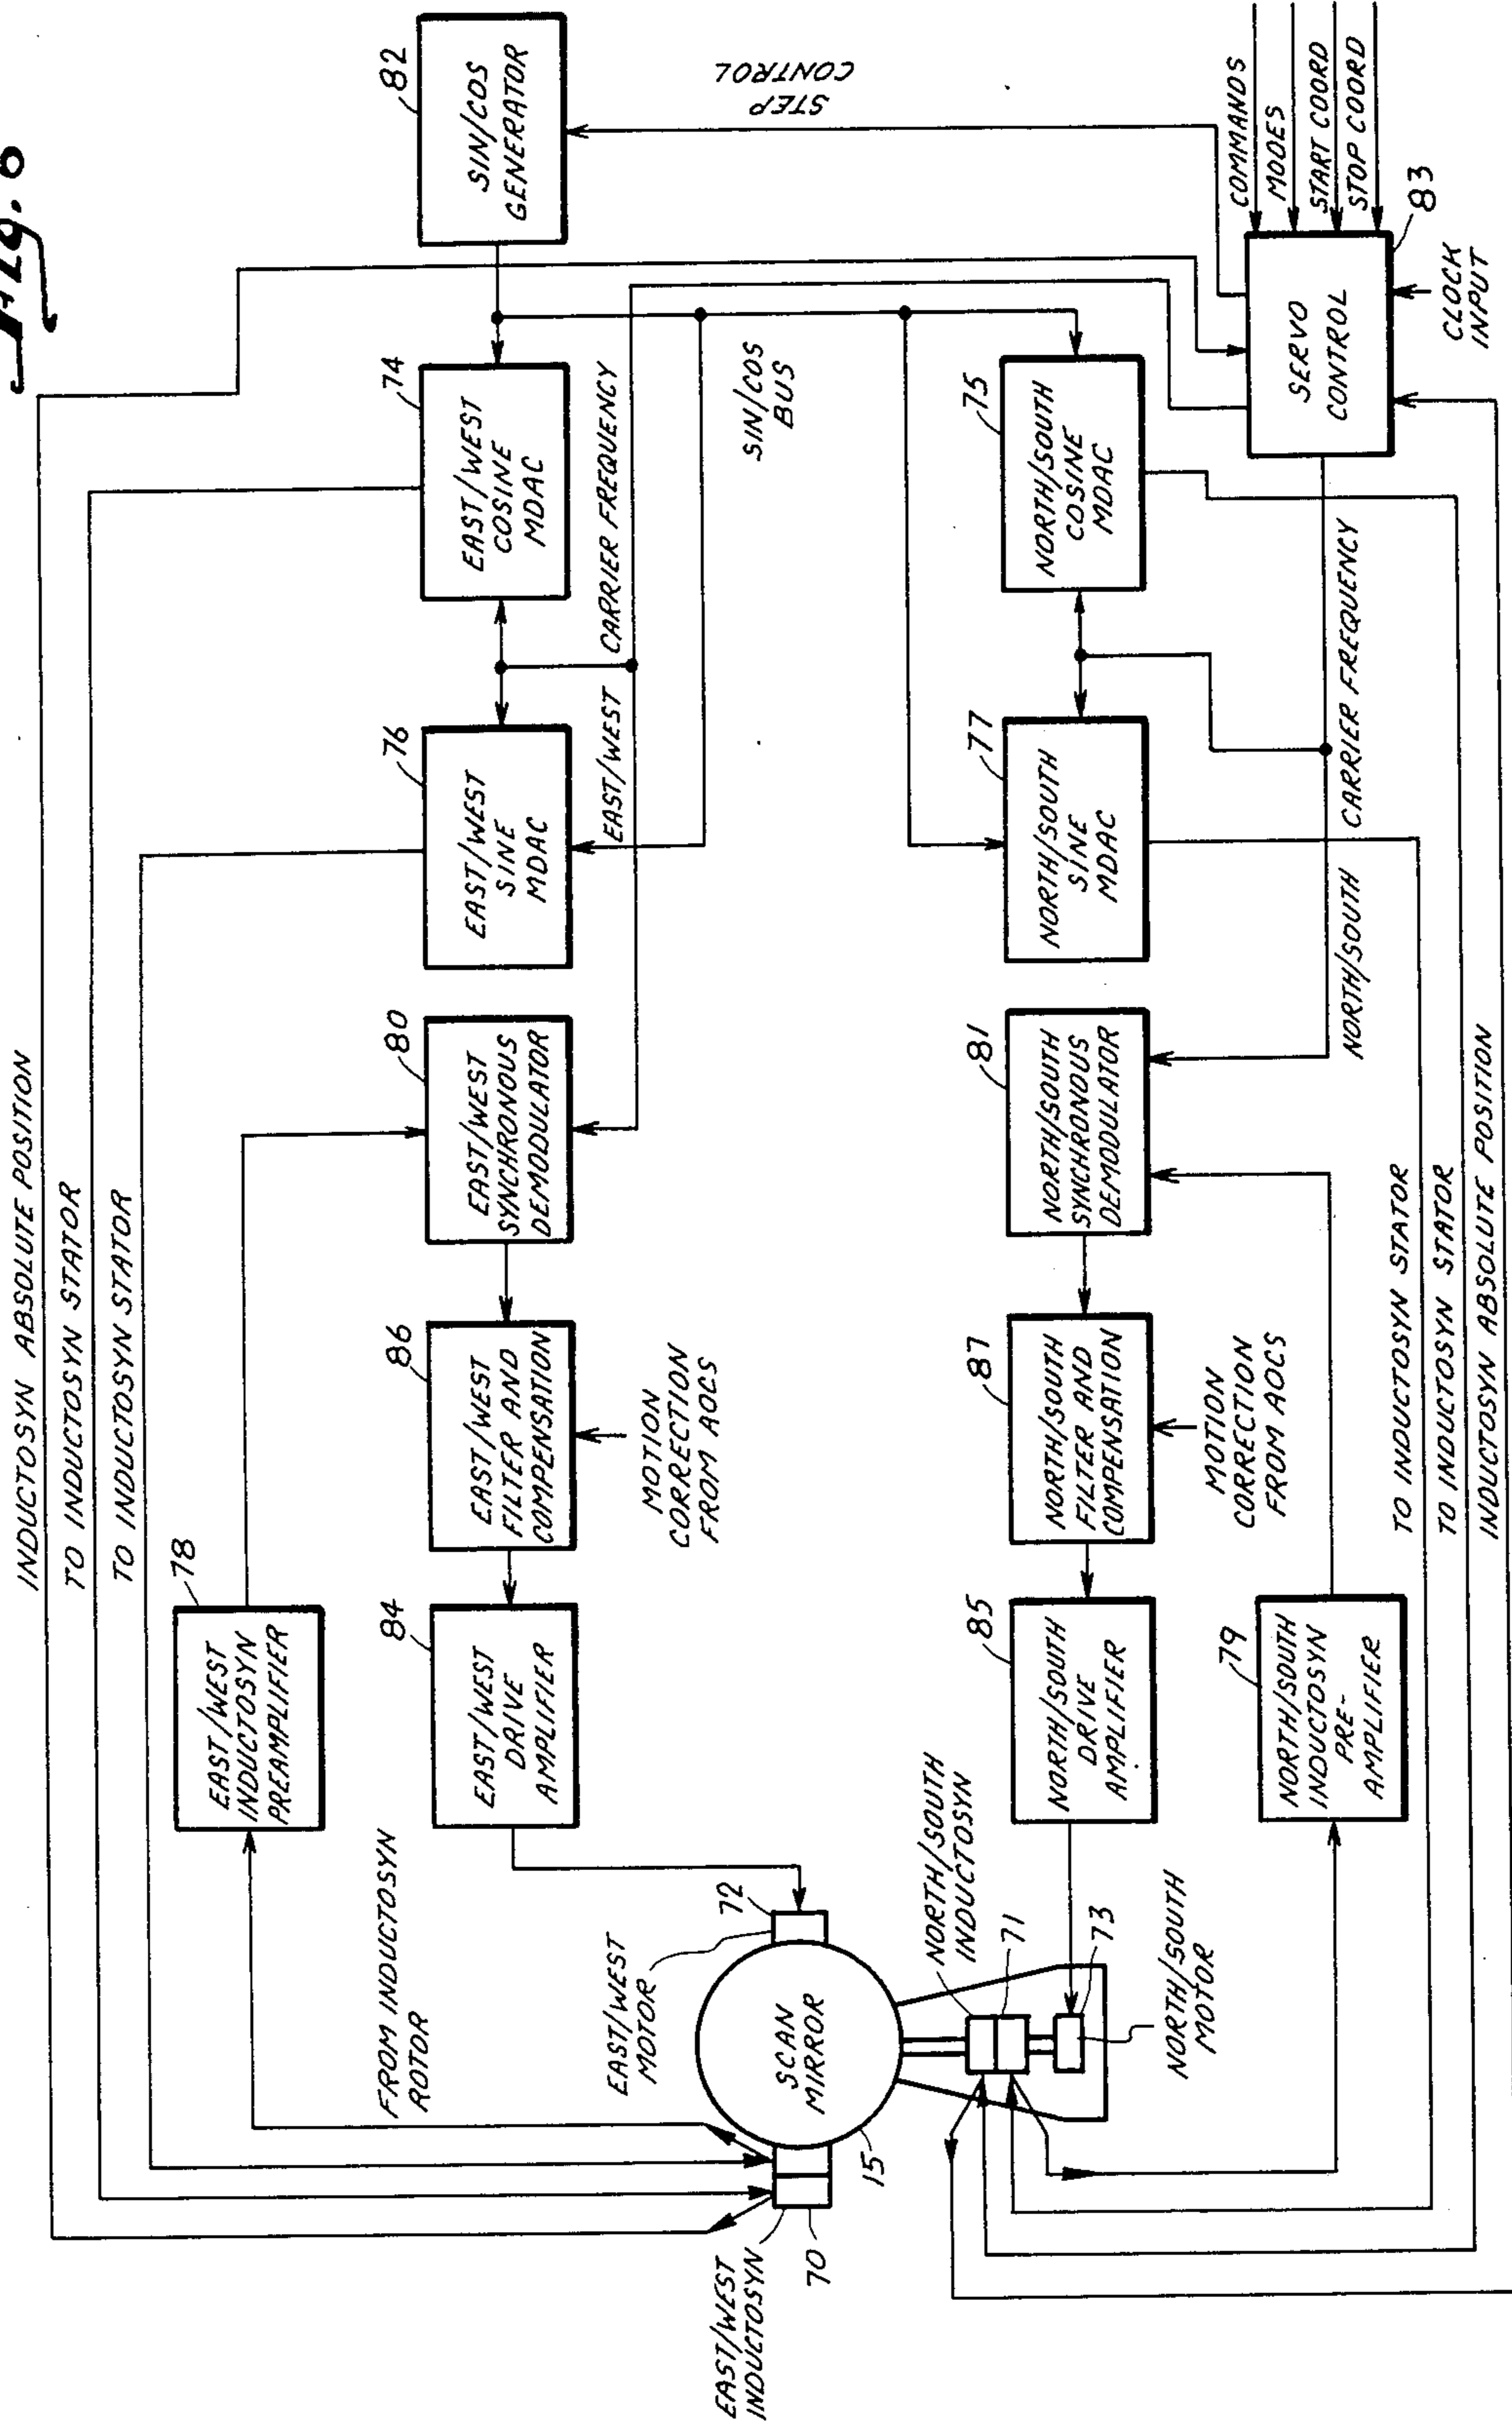 Fig. 6
INDUCTOSYN ABSOLUTE POSITION
TO INDUCTOSYN STATOR
TO INDUCTOSYN STATOR
78
EAST/WEST
INDUCTOSYN
PREAMPLIFIER
FROM INDUCTOSYN
ROTOR
84
EAST/WEST
DRIVE
AMPLIFIER
86
EAST/WEST
FILTER AND
COMPENSATION
MOTION
CORRECTION
FROM AOCS
80
EAST/WEST
SYNCHRONOUS
DEMODULATOR
76
EAST/WEST
SINE
MDAC
74
EAST/WEST
COSINE
MDAC
82
SIN/COS
GENERATOR
EAST/WEST CARRIER FREQUENCY
STEP
CONTROL
SIN/COS
BUS
EAST/WEST
MOTOR
72
SCAN
MIRROR
15
EAST/WEST
INDUCTOSYN
70
NORTH/SOUTH
INDUCTOSYN
71
73
NORTH/SOUTH
MOTOR
85
NORTH/SOUTH
DRIVE
AMPLIFIER
87
NORTH/SOUTH
FILTER AND
COMPENSATION
MOTION
CORRECTION
FROM AOCS
81
NORTH/SOUTH
SYNCHRONOUS
DEMODULATOR
77
NORTH/SOUTH
SINE
MDAC
75
NORTH/SOUTH
COSINE
MDAC
79
NORTH/SOUTH
INDUCTOSYN
PRE-
AMPLIFIER
NORTH/SOUTH CARRIER FREQUENCY
SERVO
CONTROL
83
COMMANDS
MODES
START COORD
STOP COORD
CLOCK
INPUT
TO INDUCTOSYN STATOR
TO INDUCTOSYN STATOR
INDUCTOSYN ABSOLUTE POSITION